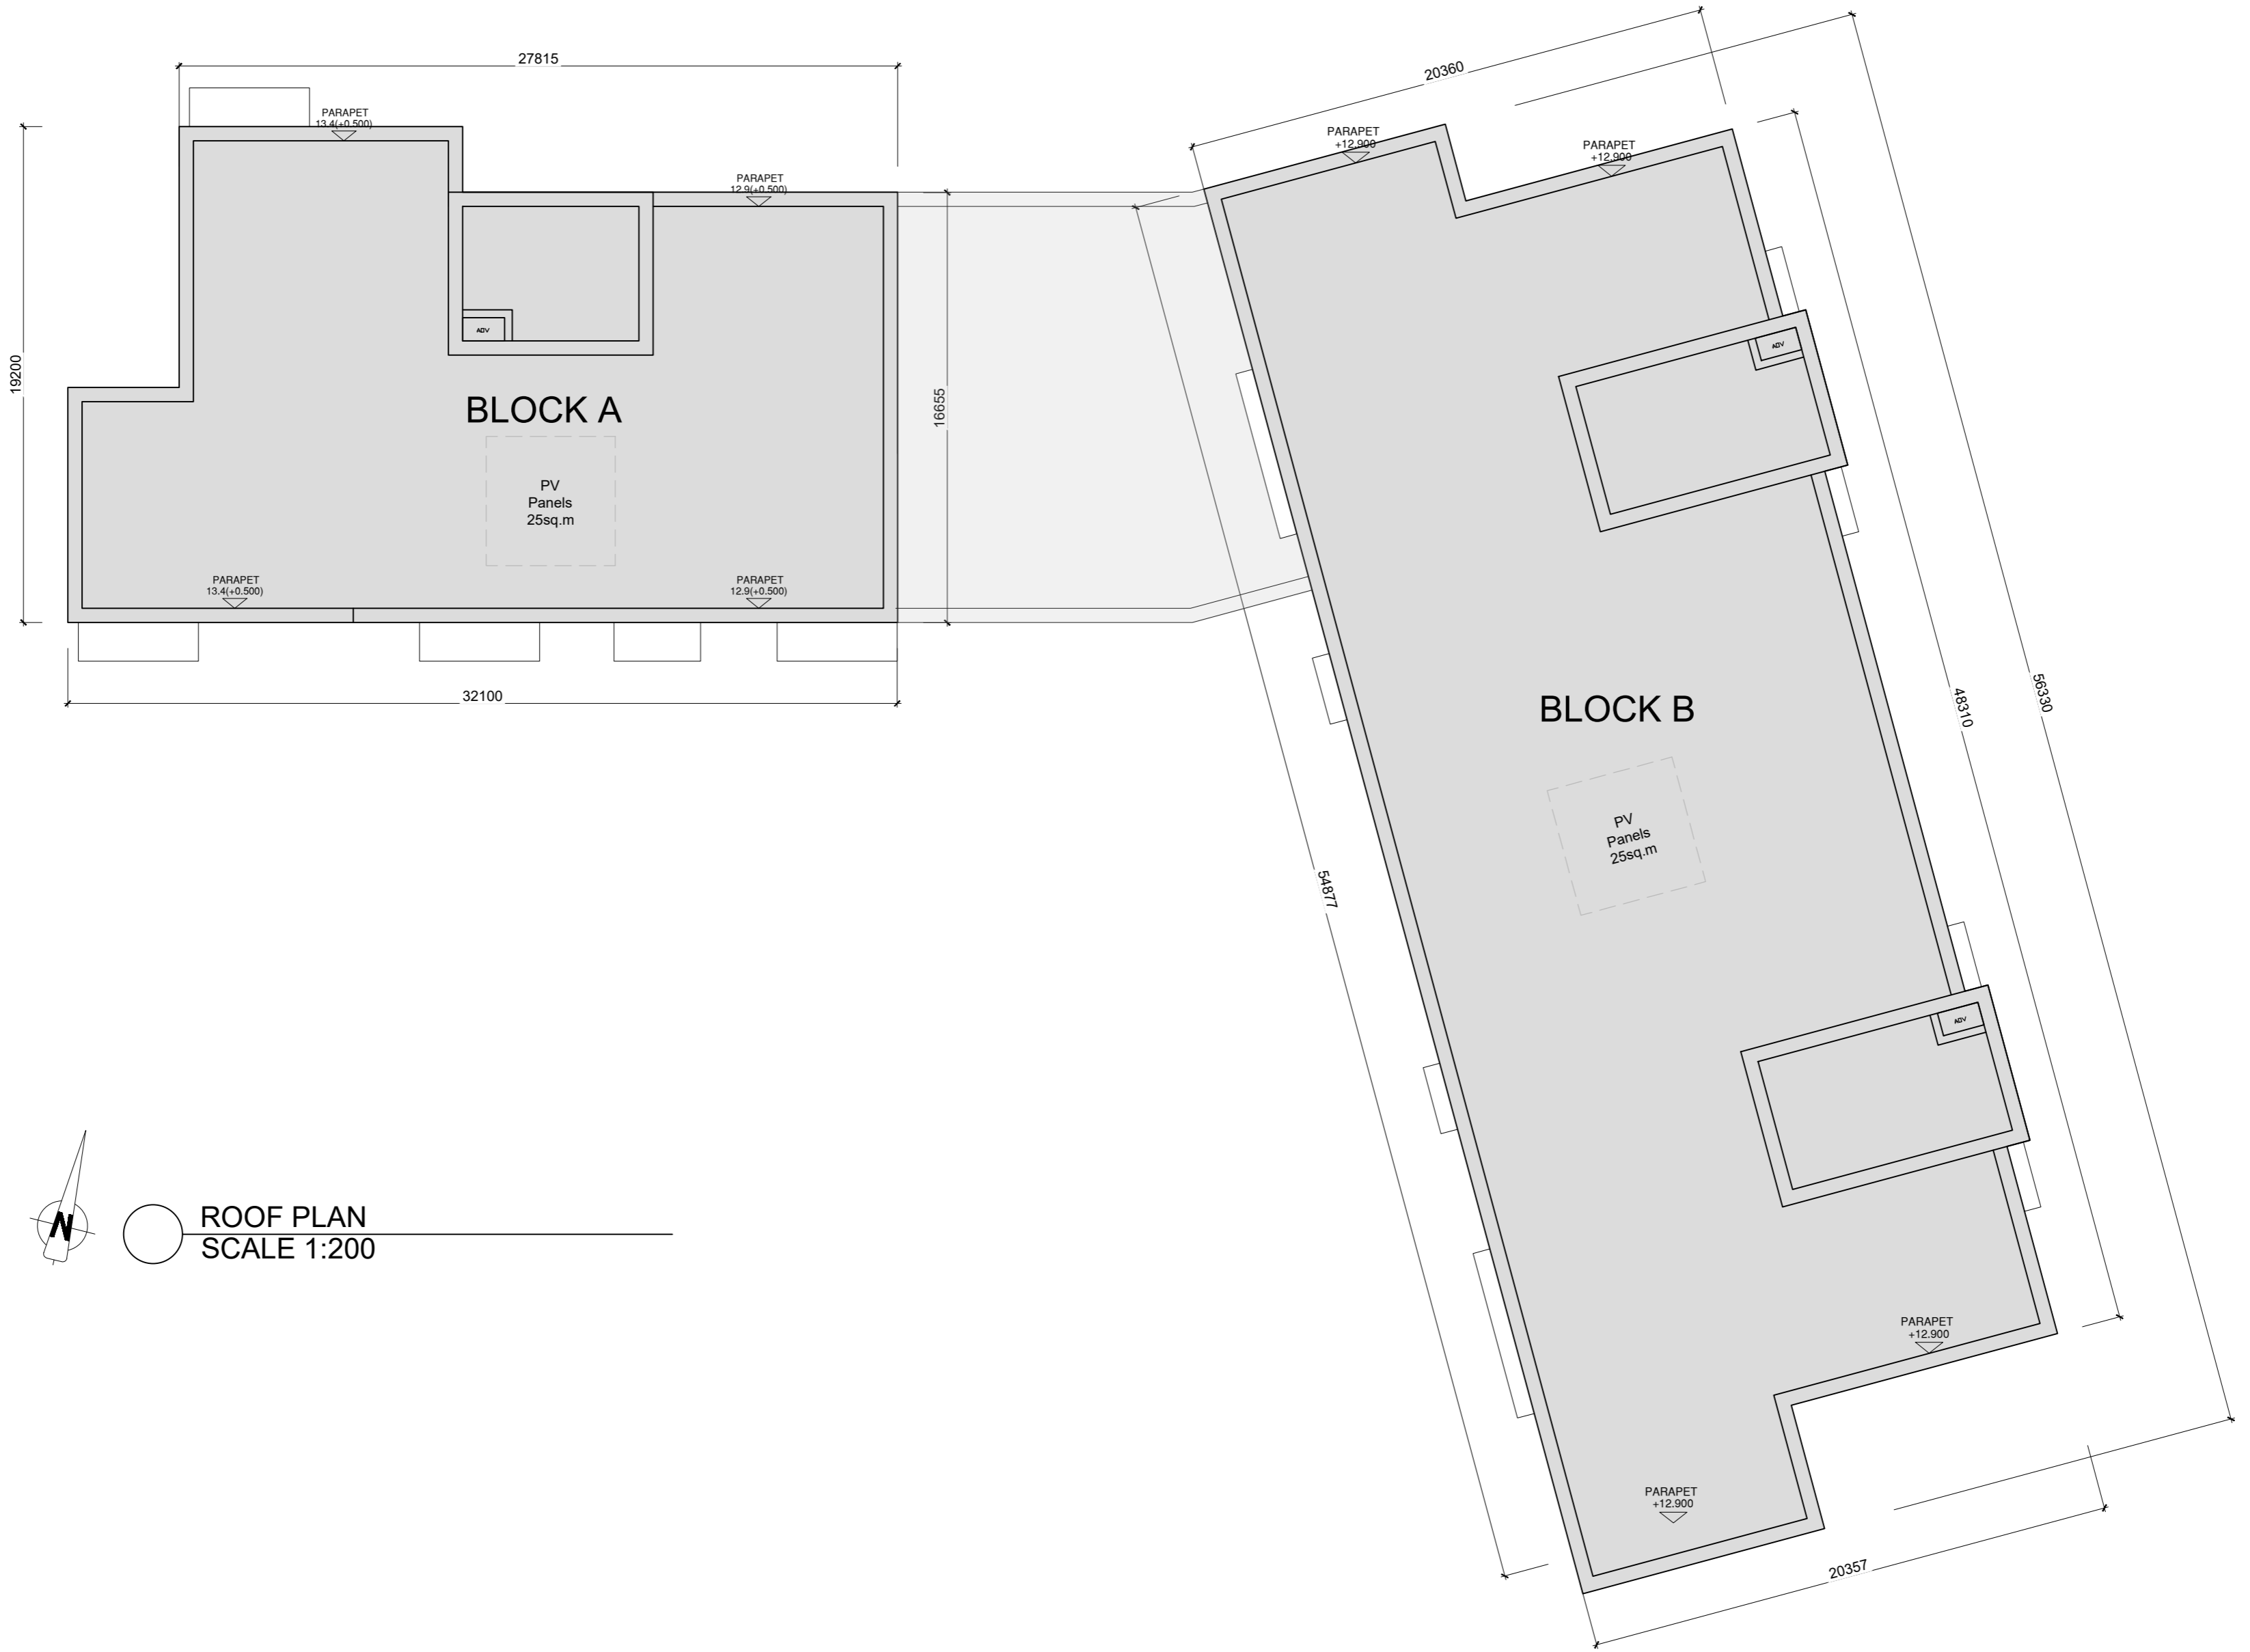 27815
20360
PARAPET
13.4(+0.500)
PARAPET
12.9(+0.500)
PARAPET
+12.900
PARAPET
+12.900
AOV
AOV
19200
16655
BLOCK A
PV
Panels
25sq.m
PARAPET
13.4(+0.500)
PARAPET
12.9(+0.500)
32100
BLOCK B
48310
56330
PV
Panels
25sq.m
54877
AOV
N
ROOF PLAN
SCALE 1:200
PARAPET
+12.900
PARAPET
+12.900
20357